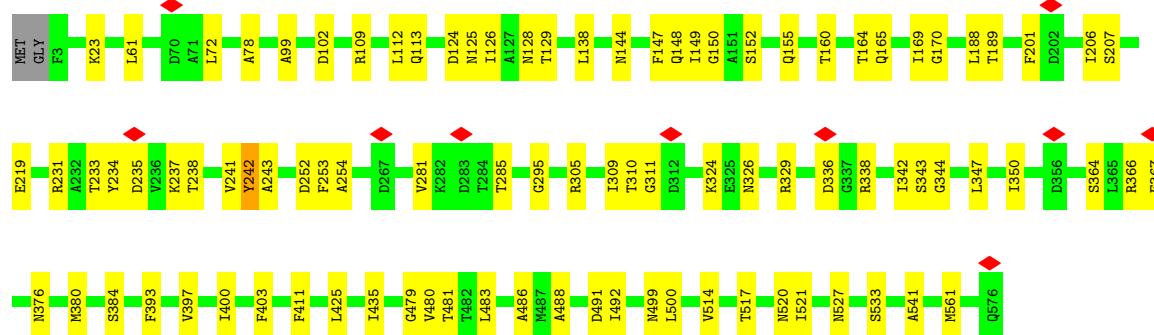 MET GLY F3 K23 L61 D70 A71 L72 A78 A99 D102 R109 L112 Q113 D124 N125 I126 A127 N128 T129 L138 N144 F147 Q148 I149 G150 A151 S152 Q155 T160 T164 Q165 I169 G170 L188 T189 F201 D202 I206 S207
E219 R231 A232 T233 Y234 D235 V236 K237 T238 V241 Y242 A243 D252 F253 A254 D267 V281 K282 D283 T284 T285 G295 R305 I309 T310 G311 D312 K324 E325 N326 R329 D336 G337 R338 I342 S343 G344 L347 I350 D356 S364 L365 R366
N376 M380 S384 F393 V397 I400 F403 F411 L425 I435 G479 V480 T481 T482 L483 A486 M487 A488 D491 I492 N499 L500 V514 T517 N520 I521 N527 S533 A541 M561 Q576